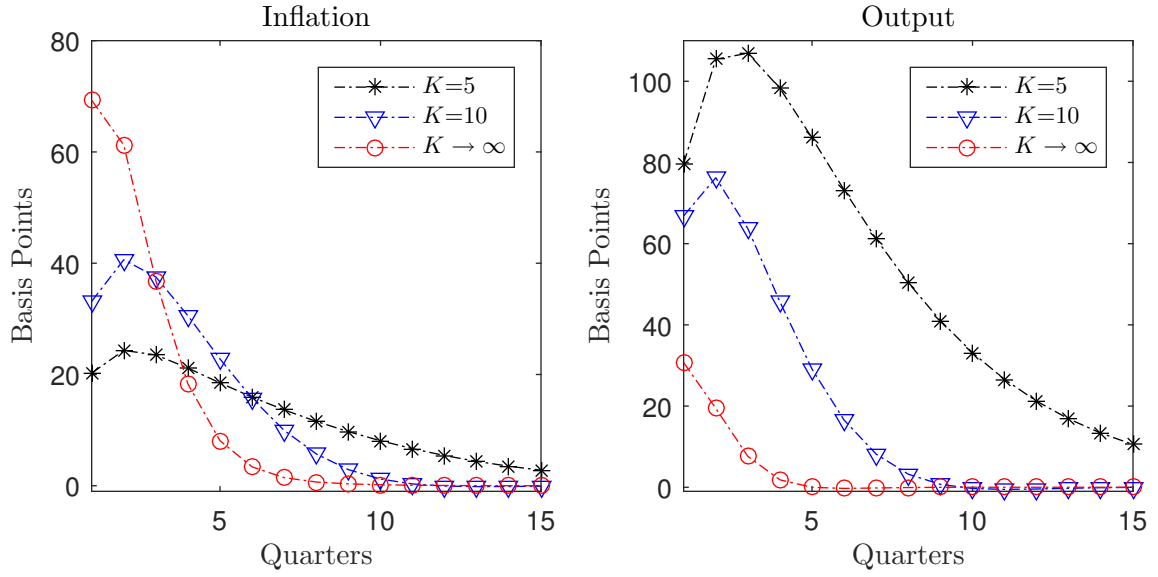 Inflation
Basis Points
80
60
40
20
0
5
10
15
Quarters
K=5
K=10
K → ∞
Output
Basis Points
100
80
60
40
20
0
5
10
15
Quarters
K=5
K=10
K → ∞